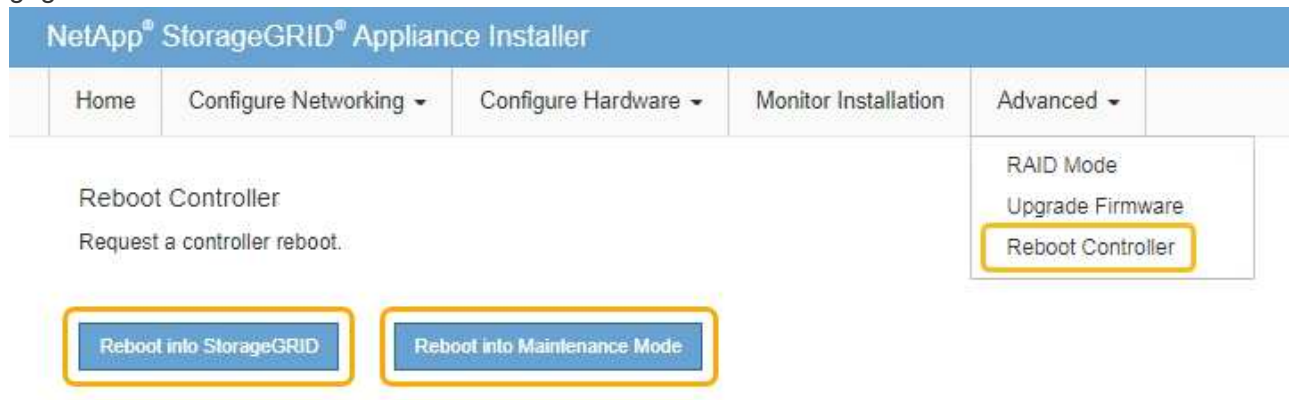 NetApp® StorageGRID® Appliance Installer
Home Configure Networking Configure Hardware Monitor Installation Advanced
RAID Mode
Upgrade Firmware
Reboot Controller
Reboot Controller
Request a controller reboot.
Reboot into StorageGRID Reboot into Maintenance Mode